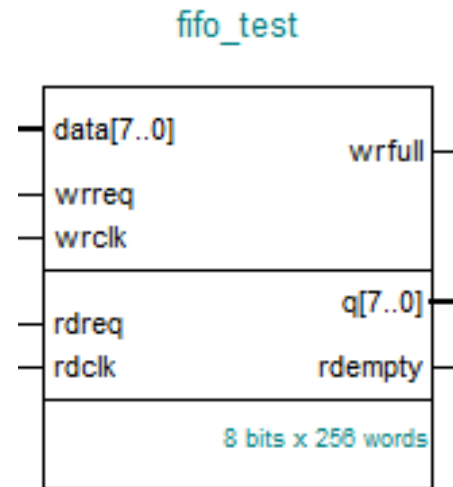 fifo_test
data[7..0]
wrfull
wrreq
wrclk
q[7..0]
rdreq
rdclk
rdempty
8 bits x 256 words